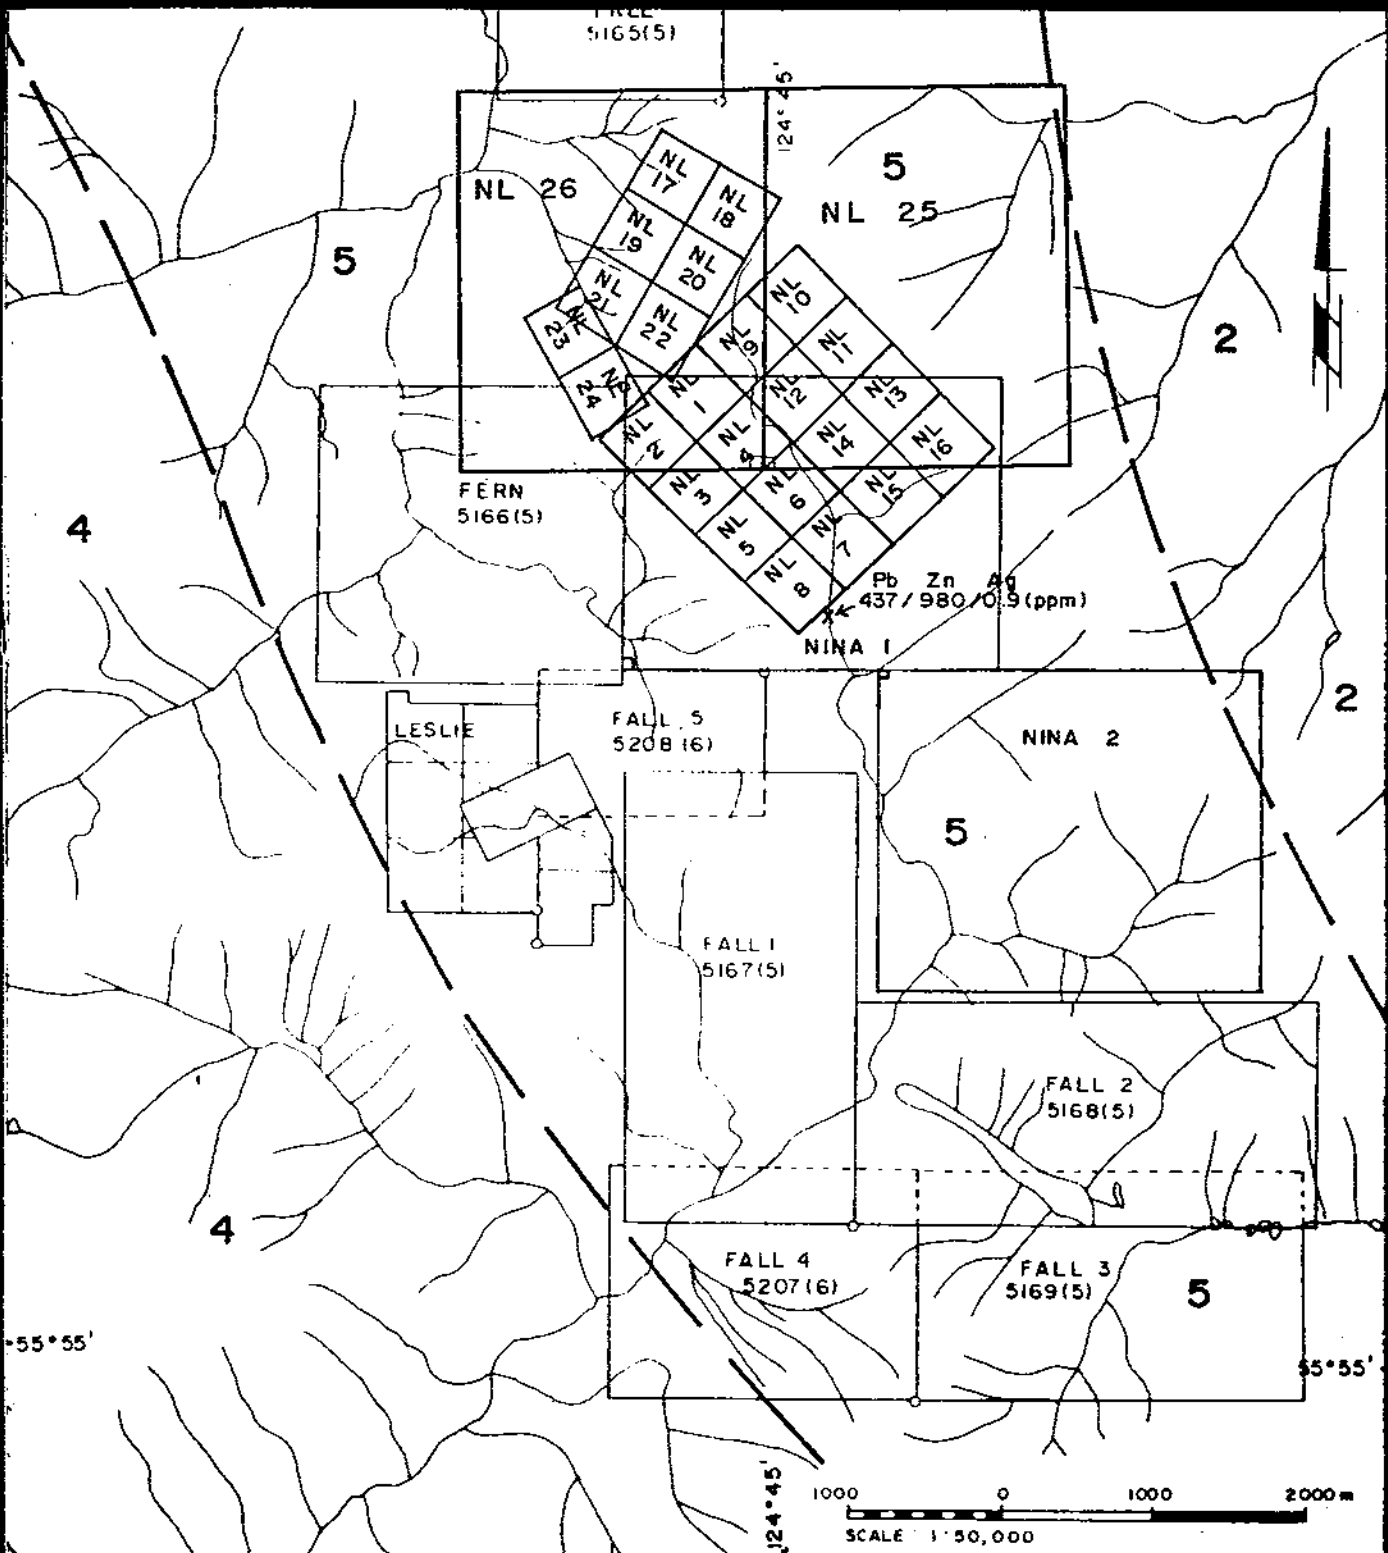 5165(5)
124° 45'
5
NL 26
NL 25
NL
17
NL
18
NL
19
NL
20
NL
21
NL
22
NL
23
NL
24
5
2
NL
10
NL
9
NL
11
NL
1
NL
12
NL
13
NL
2
NL
4
NL
14
NL
16
NL
3
NL
6
NL
15
NL
5
NL
7
NL
8
FERN
5166(5)
4
Pb Zn Ag
437/980/0.9(ppm)
NINA 1
LESLIE
FALL 5
5208(6)
NINA 2
2
5
FALL 1
5167(5)
FALL 2
5168(5)
4
FALL 4
5207(6)
FALL 3
5169(5)
5
55°55'
55°55'
124°45'
1000 0 1000 2000m
SCALE 1:50,000